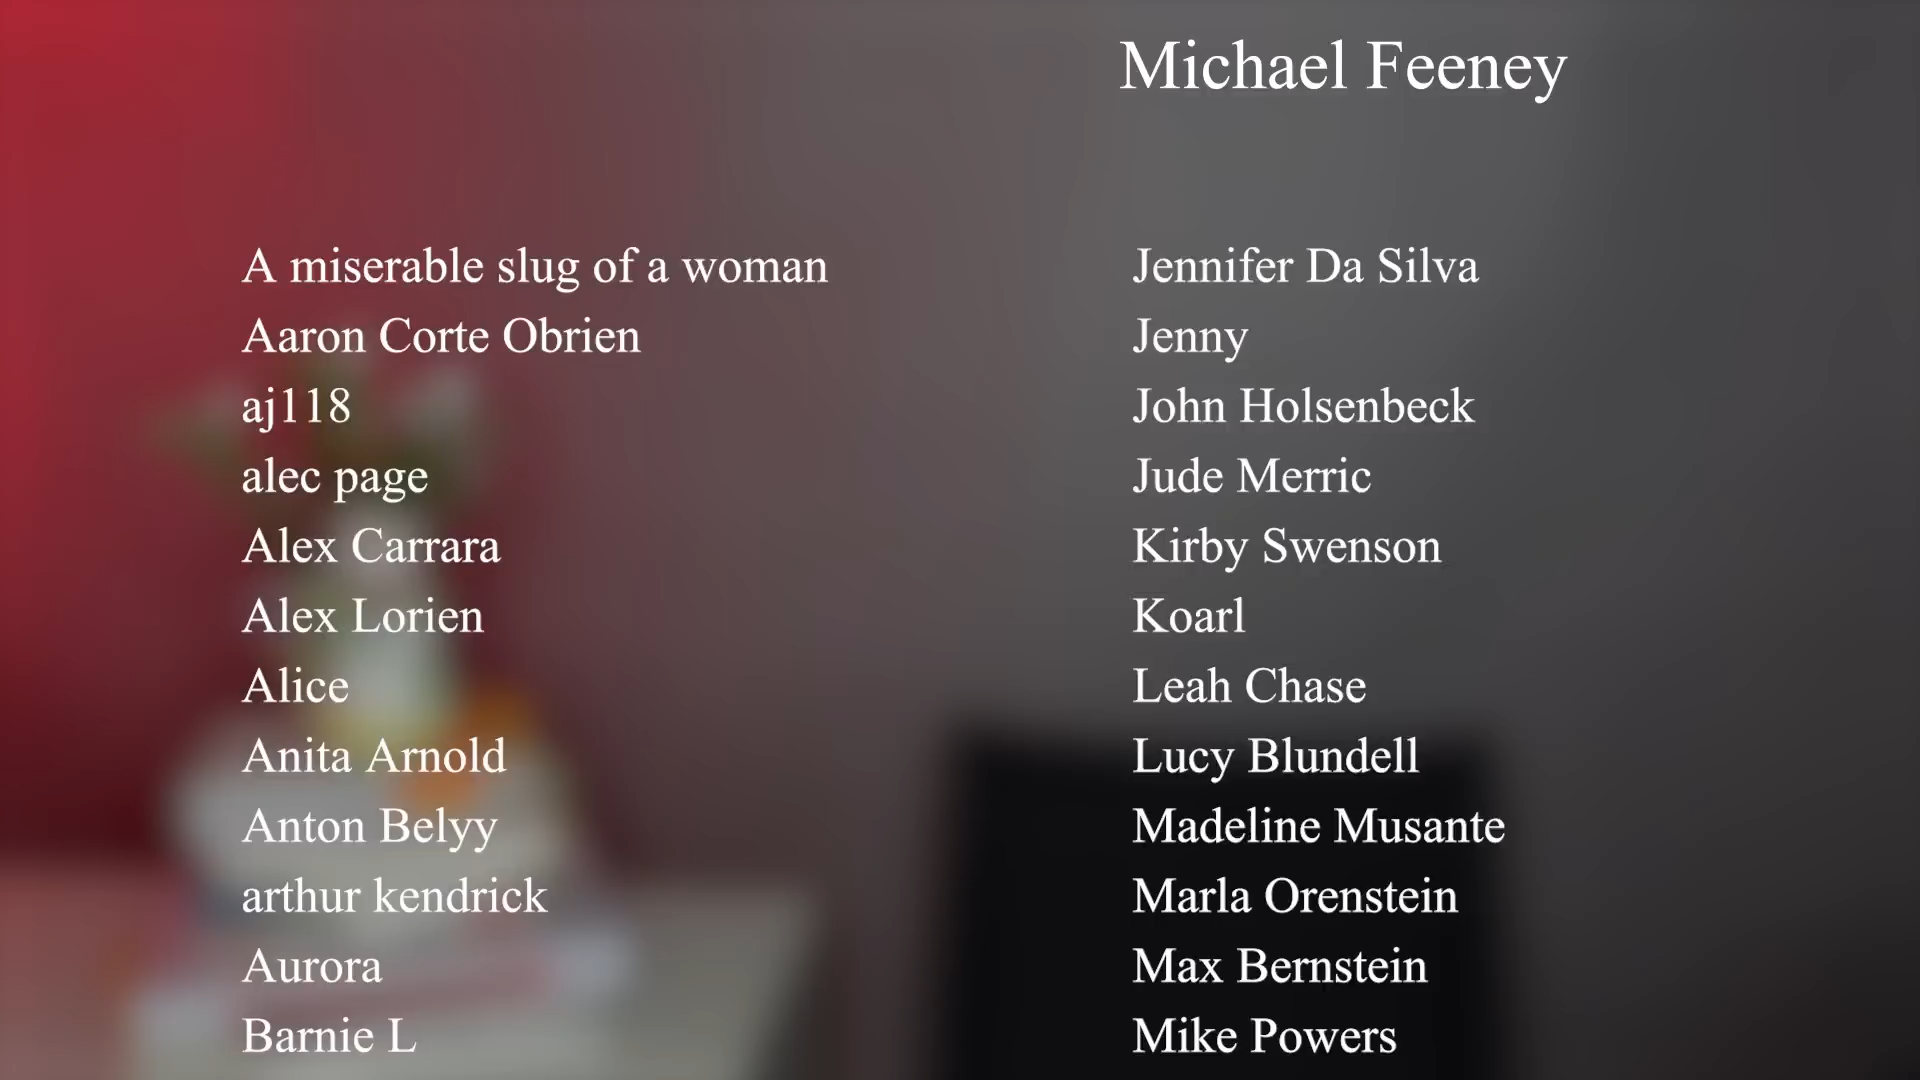 Michael Feeney
A miserable slug of a woman
Aaron Corte Obrien
aj118
alec page
Alex Carrara
Alex Lorien
Alice
Anita Arnold
Anton Belyy
arthur kendrick
Aurora
Barnie L
Jennifer Da Silva
Jenny
John Holsenbeck
Jude Merric
Kirby Swenson
Koarl
Leah Chase
Lucy Blundell
Madeline Musante
Marla Orenstein
Max Bernstein
Mike Powers